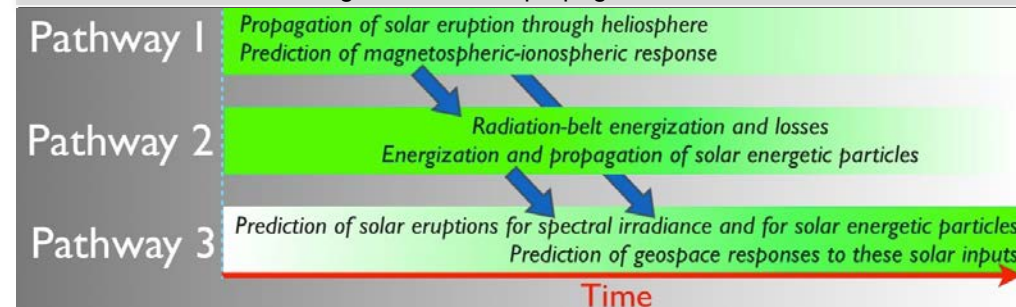 Pathway 1
Propagation of solar eruption through heliosphere
Prediction of magnetospheric-ionospheric response
Pathway 2
Radiation-belt energization and losses
Energization and propagation of solar energetic particles
Pathway 3
Prediction of solar eruptions for spectral irradiance and for solar energetic particles
Prediction of geospace responses to these solar inputs
Time